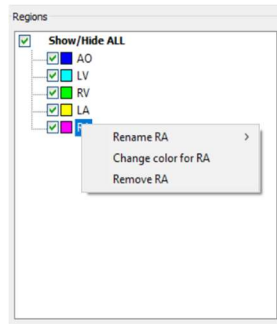 Regions
Show/Hide ALL
AO
LV
RV
LA
Rename RA
Change color for RA
Remove RA